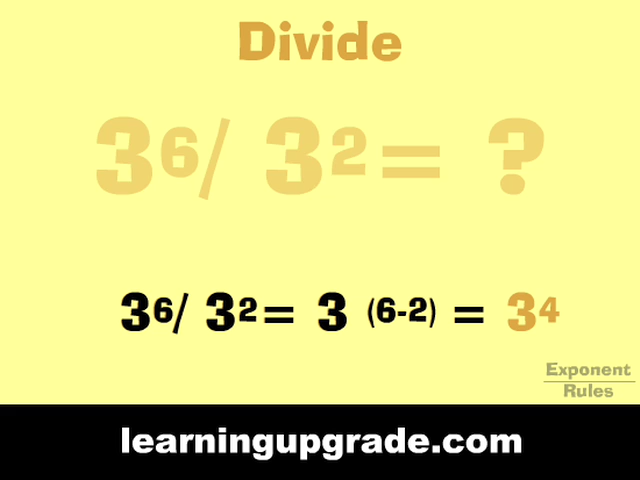 Divide
3⁶/ 3² = ?
3⁶/ 3² = 3 ⁽⁶⁻²⁾ = 3⁴
Exponent
Rules
learningupgrade.com